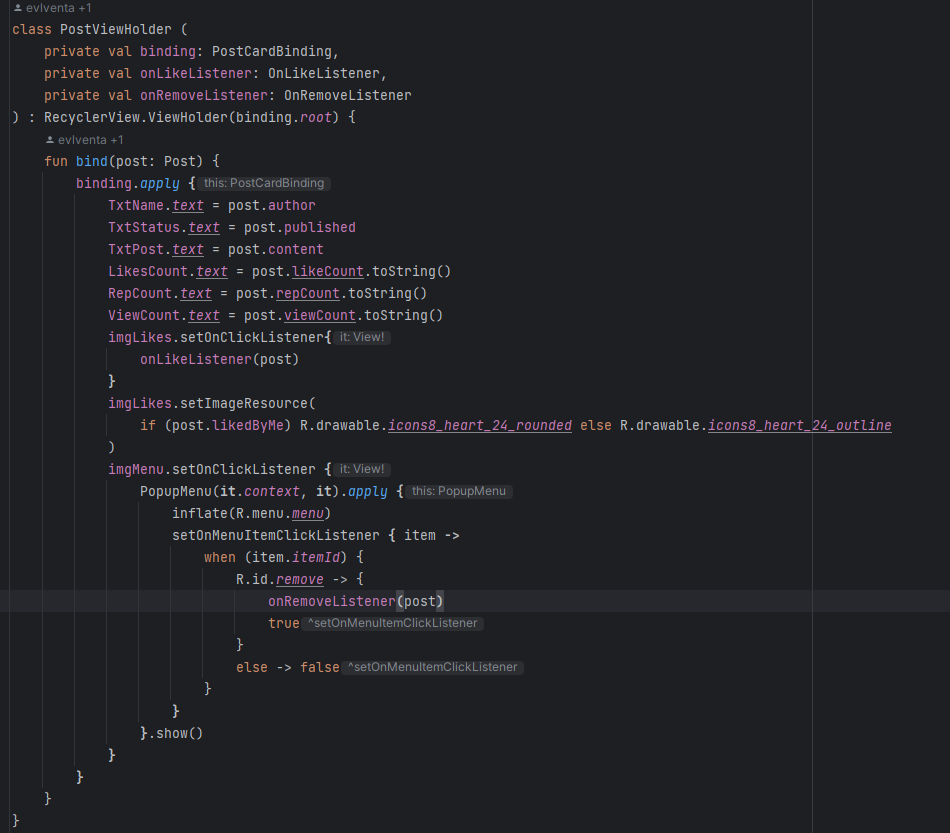 evIventa +1
class PostViewHolder (
    private val binding: PostCardBinding,
    private val onLikeListener: OnLikeListener,
    private val onRemoveListener: OnRemoveListener
) : RecyclerView.ViewHolder(binding.root) {
    evIventa +1
    fun bind(post: Post) {
        binding.apply { this: PostCardBinding
            TxtName.text = post.author
            TxtStatus.text = post.published
            TxtPost.text = post.content
            LikesCount.text = post.likeCount.toString()
            RepCount.text = post.repCount.toString()
            ViewCount.text = post.viewCount.toString()
            imgLikes.setOnClickListener{ it: View!
                onLikeListener(post)
            }
            imgLikes.setImageResource(
                if (post.likedByMe) R.drawable.icons8_heart_24_rounded else R.drawable.icons8_heart_24_outline
            )
            imgMenu.setOnClickListener { it: View!
                PopupMenu(it.context, it).apply { this: PopupMenu
                    inflate(R.menu.menu)
                    setOnMenuItemClickListener { item ->
                        when (item.itemId) {
                            R.id.remove -> {
                                onRemoveListener(post)
                                true ^setOnMenuItemClickListener
                            }
                            else -> false ^setOnMenuItemClickListener
                        }
                    }
                }.show()
            }
        }
    }
}